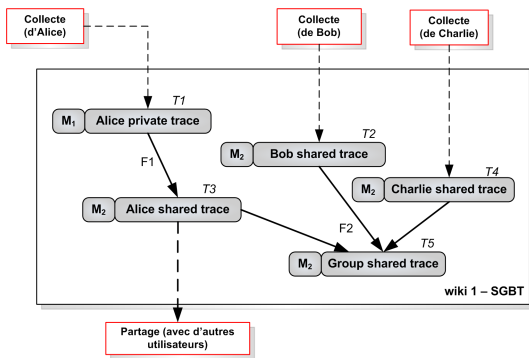 Collecte
(d'Alice)
Collecte
(de Bob)
Collecte
(de Charlie)
T1
M1 Alice private trace
T2
M2 Bob shared trace
F1
T4
M2 Charlie shared trace
T3
M2 Alice shared trace
F2
T5
M2 Group shared trace
wiki 1 – SGBT
Partage (avec d'autres
utilisateurs)